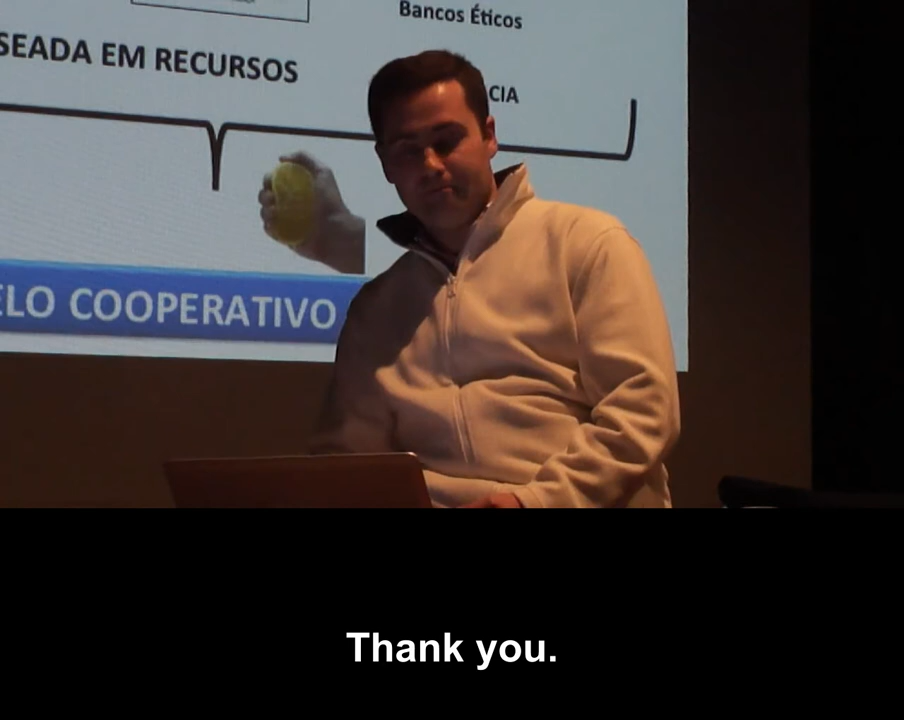 Bancos Éticos
SEADA EM RECURSOS
CIA
ELO COOPERATIVO
Thank you.